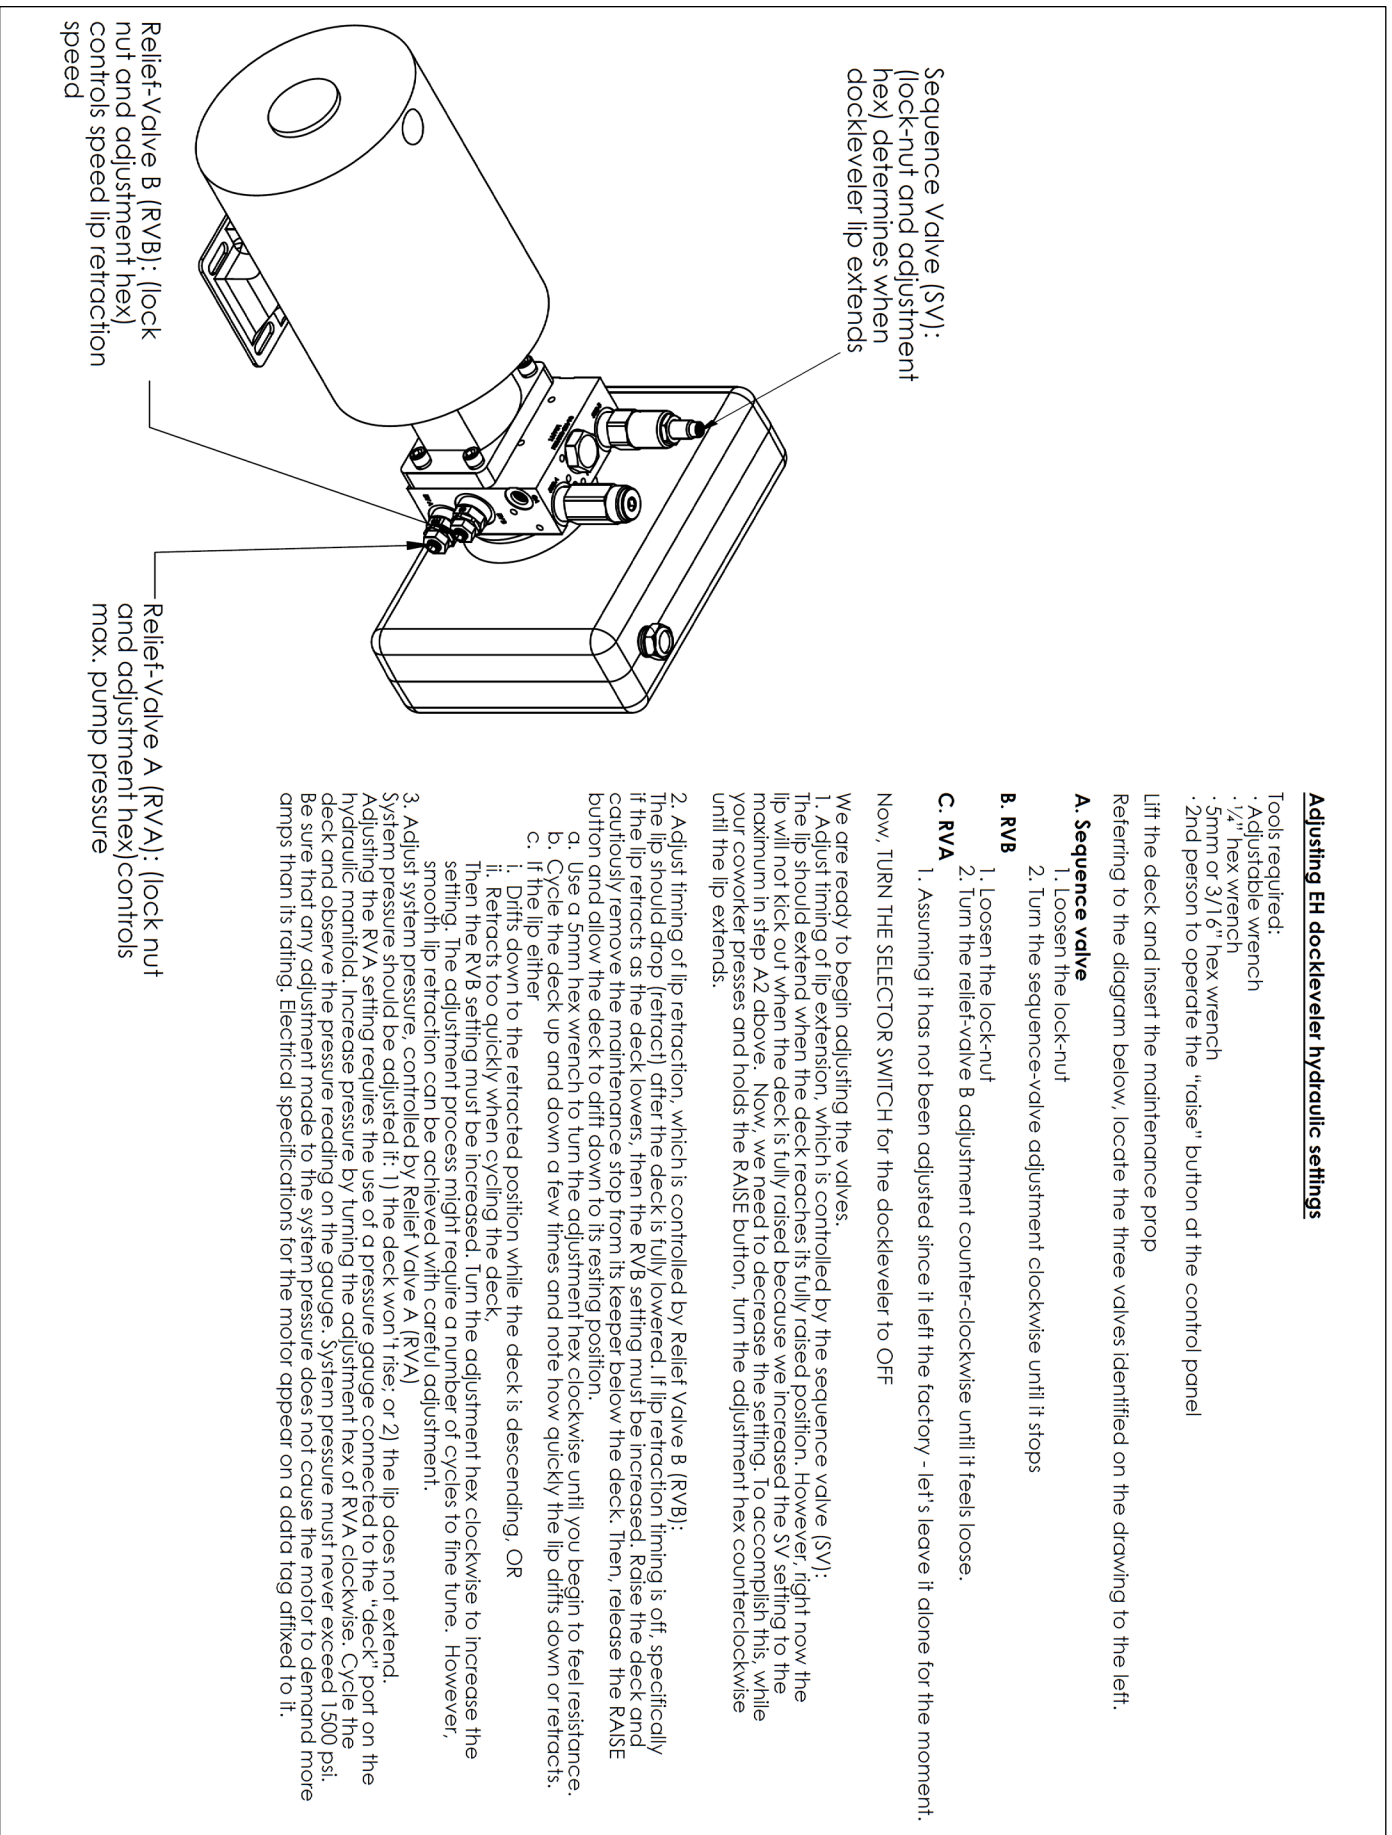 Adjusting EH dockleveler hydraulic settings
Tools required:
· Adjustable wrench
· ¼" hex wrench
· 5mm or 3/16" hex wrench
· 2nd person to operate the "raise" button at the control panel
Lift the deck and insert the maintenance prop
Referring to the diagram below, locate the three valves identified on the drawing to the left.
A. Sequence valve
1. Loosen the lock-nut
2. Turn the sequence-valve adjustment clockwise until it stops
B. RVB
1. Loosen the lock-nut
2. Turn the relief-valve B adjustment counter-clockwise until it feels loose.
C. RVA
1. Assuming it has not been adjusted since it left the factory - let's leave it alone for the moment.
Now, TURN THE SELECTOR SWITCH for the dockleveler to OFF
We are ready to begin adjusting the valves.
1. Adjust timing of lip extension, which is controlled by the sequence valve (SV):
The lip should extend when the deck reaches its fully raised position. However, right now the
lip will not kick out when the deck is fully raised because we increased the SV setting to the
maximum in step A2 above. Now, we need to decrease the setting. To accomplish this, while
your coworker presses and holds the RAISE button, turn the adjustment hex counterclockwise
until the lip extends.
2. Adjust timing of lip retraction, which is controlled by Relief Valve B (RVB):
The lip should drop (retract) after the deck is fully lowered. If lip retraction timing is off, specifically
if the lip retracts as the deck lowers, then the RVB setting must be increased. Raise the deck and
cautiously remove the maintenance stop from its keeper below the deck. Then, release the RAISE
button and allow the deck to drift down to its resting position.
a. Use a 5mm hex wrench to turn the adjustment hex clockwise until you begin to feel resistance.
b. Cycle the deck up and down a few times and note how quickly the lip drifts down or retracts.
c. If the lip either
i. Drifts down to the retracted position while the deck is descending, OR
ii. Retracts too quickly when cycling the deck,
Then the RVB setting must be increased. Turn the adjustment hex clockwise to increase the
setting. The adjustment process might require a number of cycles to fine tune. However,
smooth lip retraction can be achieved with careful adjustment.
3. Adjust system pressure, controlled by Relief Valve A (RVA)
System pressure should be adjusted if: 1) the deck won't rise; or 2) the lip does not extend.
Adjusting the RVA setting requires the use of a pressure gauge connected to the "deck" port on the
hydraulic manifold. Increase pressure by turning the adjustment hex of RVA clockwise. Cycle the
deck and observe the pressure reading on the gauge. System pressure must never exceed 1500 psi.
Be sure that any adjustment made to the system pressure does not cause the motor to demand more
amps than its rating. Electrical specifications for the motor appear on a data tag affixed to it.
Sequence Valve (SV):
(lock-nut and adjustment
hex) determines when
dockleveler lip extends
Relief-Valve B (RVB): (lock
nut and adjustment hex)
controls speed lip retraction
speed
Relief-Valve A (RVA): (lock nut
and adjustment hex)controls
max. pump pressure